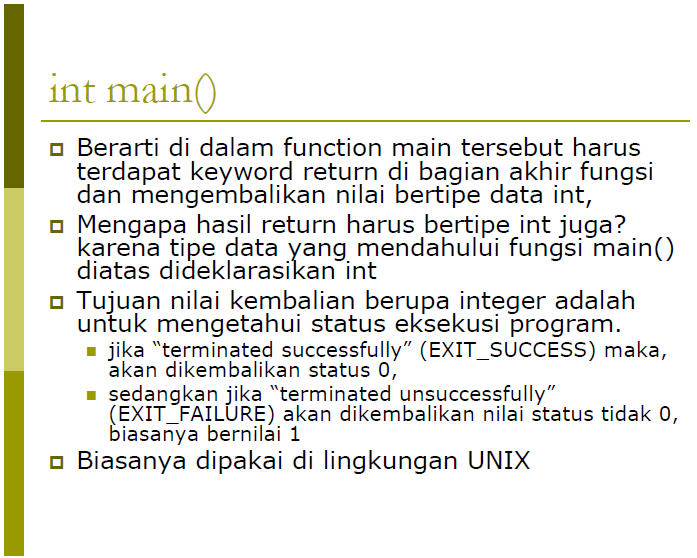 int main()
Berarti di dalam function main tersebut harus
terdapat keyword return di bagian akhir fungsi
dan mengembalikan nilai bertipe data int,
Mengapa hasil return harus bertipe int juga?
karena tipe data yang mendahului fungsi main()
diatas dideklarasikan int
Tujuan nilai kembalian berupa integer adalah
untuk mengetahui status eksekusi program.
jika “terminated successfully” (EXIT_SUCCESS) maka,
akan dikembalikan status 0,
sedangkan jika “terminated unsuccessfully”
(EXIT_FAILURE) akan dikembalikan nilai status tidak 0,
biasanya bernilai 1
Biasanya dipakai di lingkungan UNIX